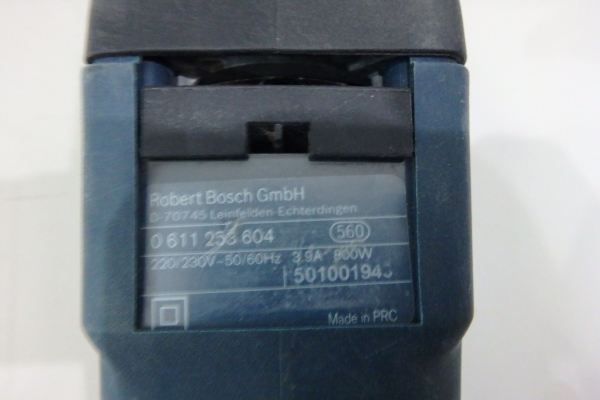 Robert Bosch GmbH
D-70745 Leinfelden-Echterdingen
0 611 253 604 560
220/230V-50/60Hz 3.9A 800W
Made in PRC